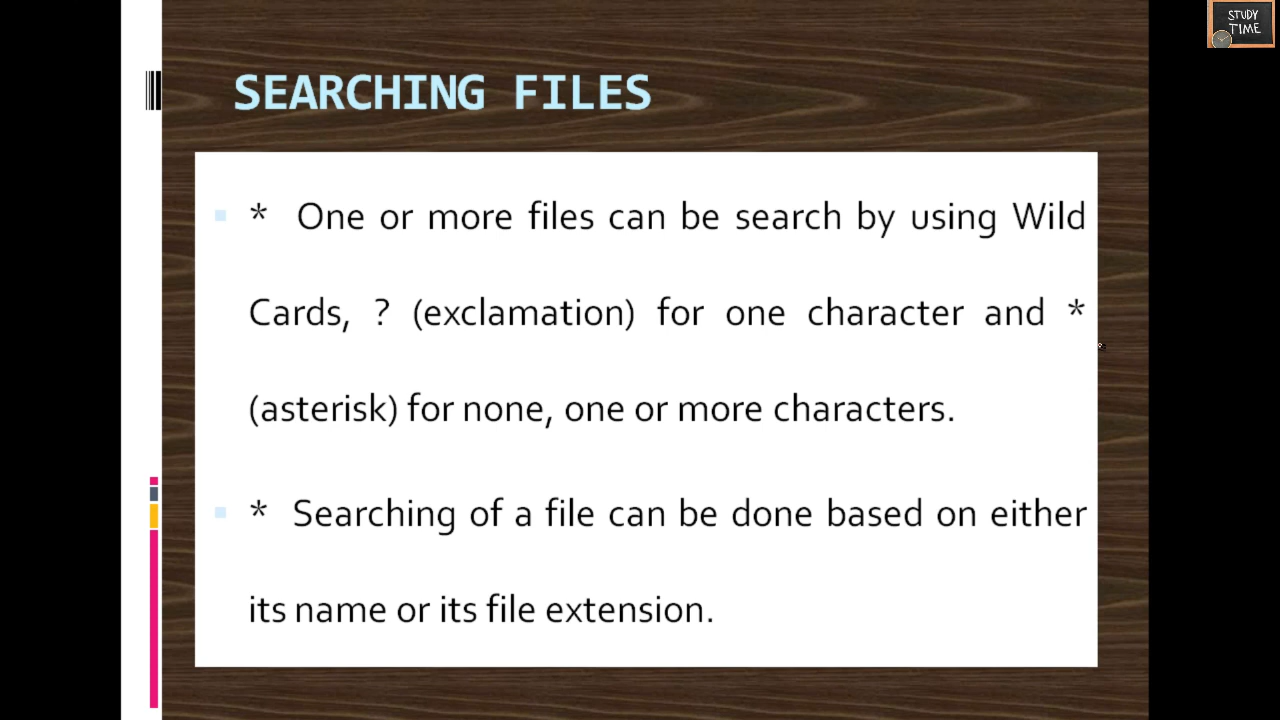 STUDY
TIME
SEARCHING FILES
* One or more files can be search by using Wild
Cards, ? (exclamation) for one character and *
(asterisk) for none, one or more characters.
* Searching of a file can be done based on either
its name or its file extension.